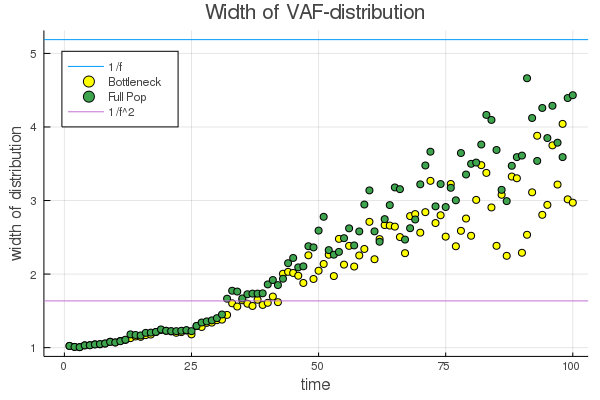 Width of VAF-distribution
width of distribution
5
4
3
2
1
1/f
Bottleneck
Full Pop
1/f^2
0
25
50
75
100
time